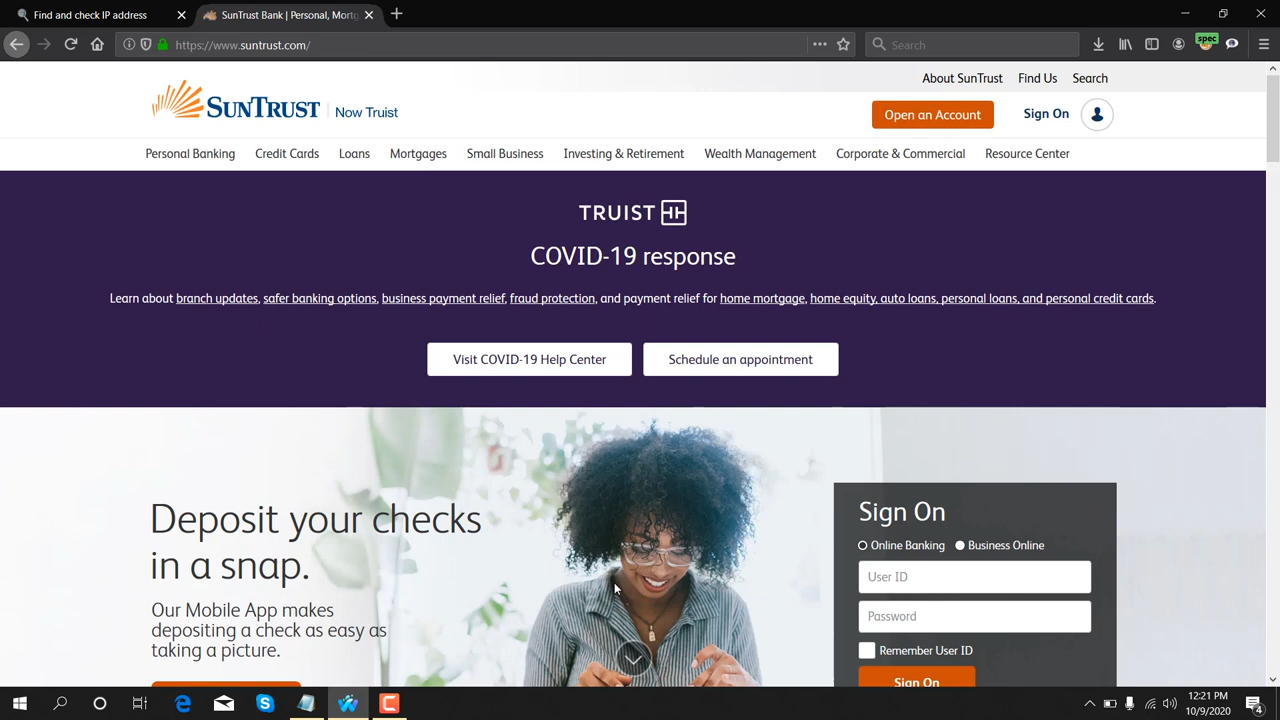 Find and check IP address
SunTrust Bank | Personal, Mortg
https://www.suntrust.com/
Search
spec
About SunTrust Find Us Search
SUNTRUST Now Truist
Open an Account
Sign On
Personal Banking Credit Cards Loans Mortgages Small Business Investing & Retirement Wealth Management Corporate & Commercial Resource Center
TRUIST
COVID-19 response
Learn about branch updates, safer banking options, business payment relief, fraud protection, and payment relief for home mortgage, home equity, auto loans, personal loans, and personal credit cards.
Visit COVID-19 Help Center Schedule an appointment
Deposit your checks
in a snap.
Our Mobile App makes
depositing a check as easy as
taking a picture.
Sign On
Online Banking Business Online
User ID
Password
Remember User ID
Sign On
12:21 PM
10/9/2020
4